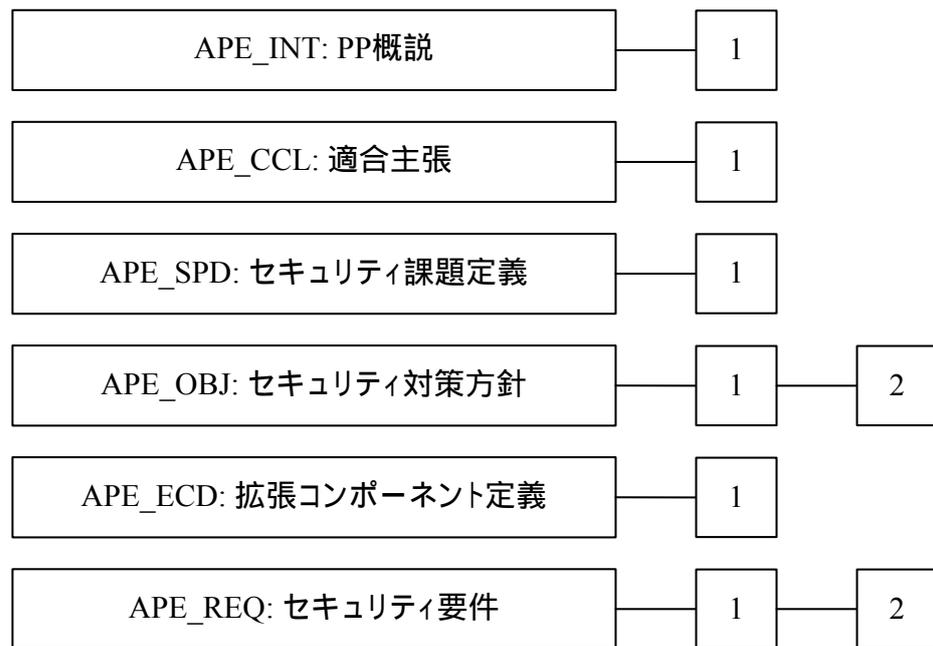 APE_INT: PP概説 1
APE_CCL: 適合主張 1
APE_SPD: セキュリティ課題定義 1
APE_OBJ: セキュリティ対策方針 1 2
APE_ECD: 拡張コンポーネント定義 1
APE_REQ: セキュリティ要件 1 2